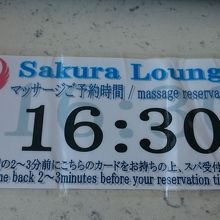 Sakura Loung
マッサージご予約時間 / massage reserva
16:30
の2～3分前にこちらのカードをお持ちの上、スパ受付
me back 2～3minutes before your reservation ti